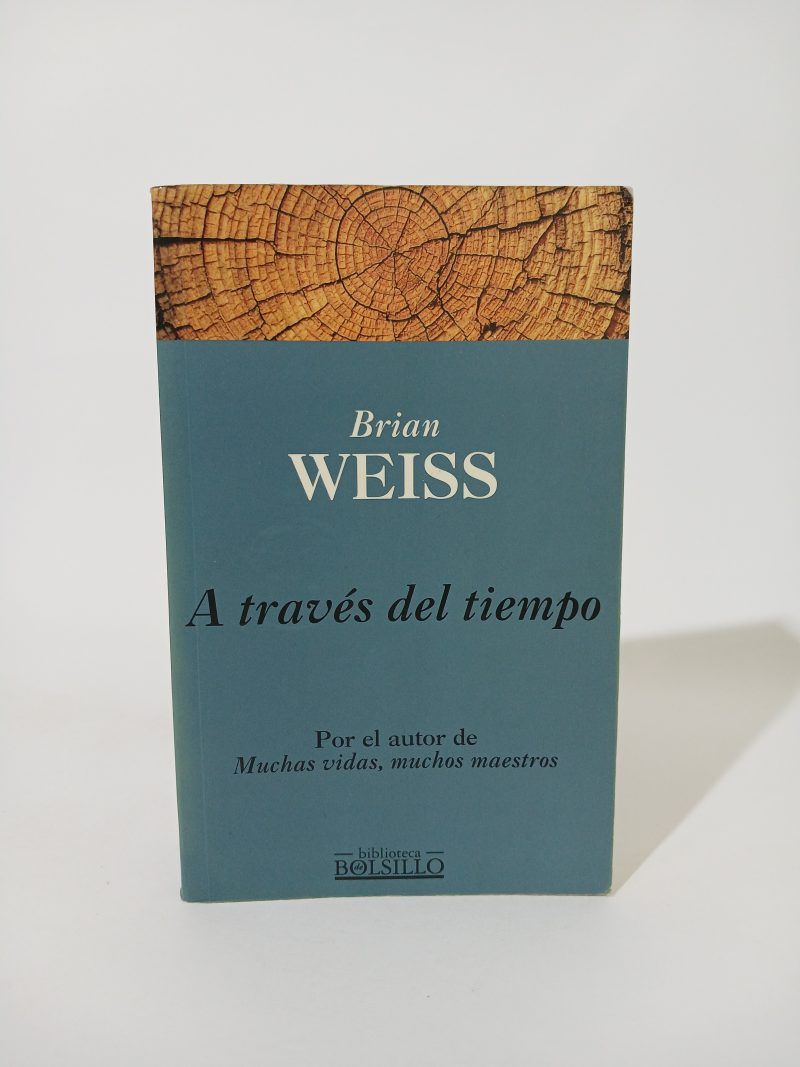 Brian
WEISS
A través del tiempo
Por el autor de
Muchas vidas, muchos maestros
biblioteca
de
BOLSILLO